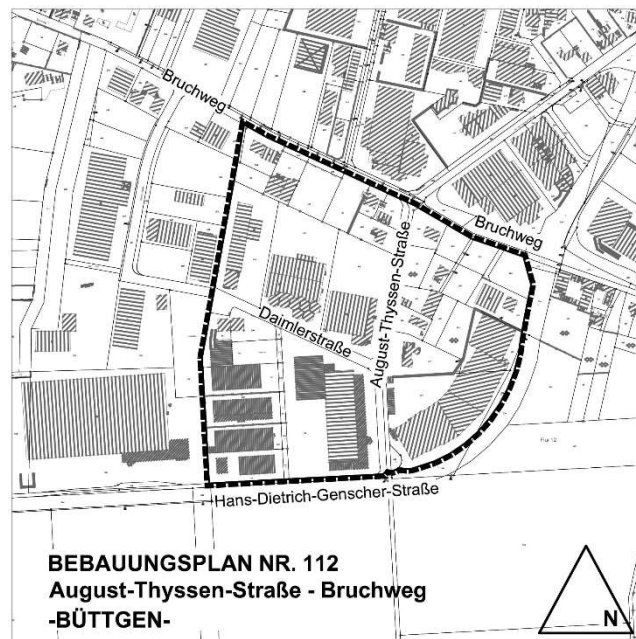 Bruchweg
Bruchweg
August-Thyssen-Straße
Daimlerstraße
Hans-Dietrich-Genscher-Straße
BEBAUUNGSPLAN NR. 112
August-Thyssen-Straße - Bruchweg
-BÜTTGEN-
N